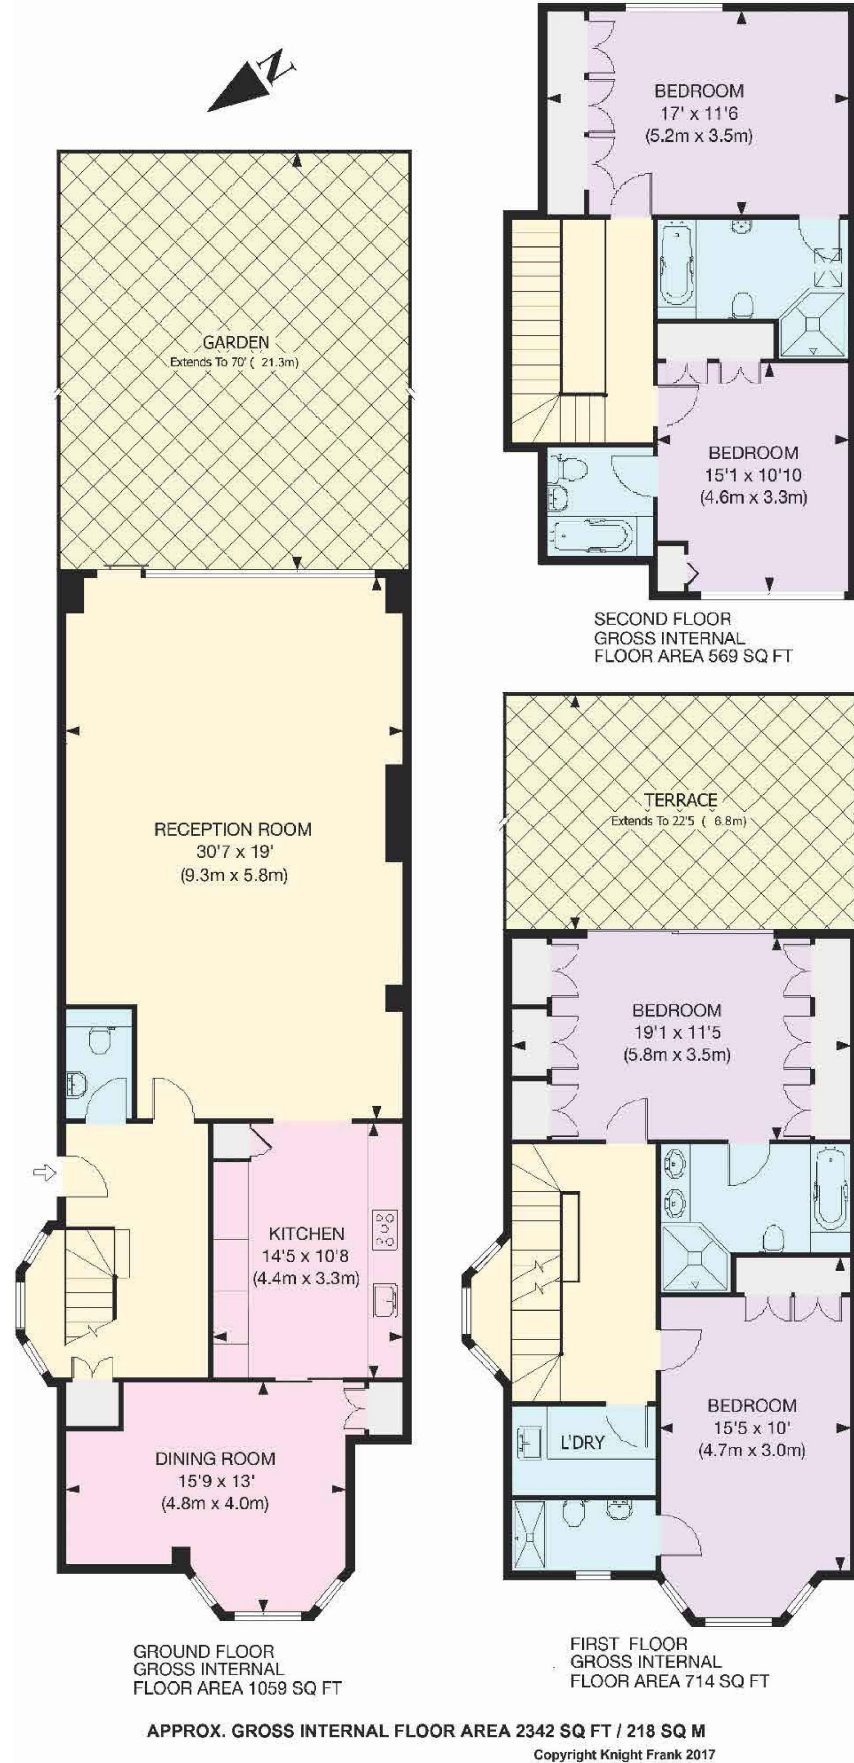 N
GARDEN
Extends To 70' ( 21.3m)
RECEPTION ROOM
30'7 x 19'
(9.3m x 5.8m)
KITCHEN
14'5 x 10'8
(4.4m x 3.3m)
DINING ROOM
15'9 x 13'
(4.8m x 4.0m)
GROUND FLOOR
GROSS INTERNAL
FLOOR AREA 1059 SQ FT
BEDROOM
17' x 11'6
(5.2m x 3.5m)
BEDROOM
15'1 x 10'10
(4.6m x 3.3m)
SECOND FLOOR
GROSS INTERNAL
FLOOR AREA 569 SQ FT
TERRACE
Extends To 22'5 ( 6.8m)
BEDROOM
19'1 x 11'5
(5.8m x 3.5m)
BEDROOM
15'5 x 10'
(4.7m x 3.0m)
L'DRY
FIRST FLOOR
GROSS INTERNAL
FLOOR AREA 714 SQ FT
APPROX. GROSS INTERNAL FLOOR AREA 2342 SQ FT / 218 SQ M
Copyright Knight Frank 2017